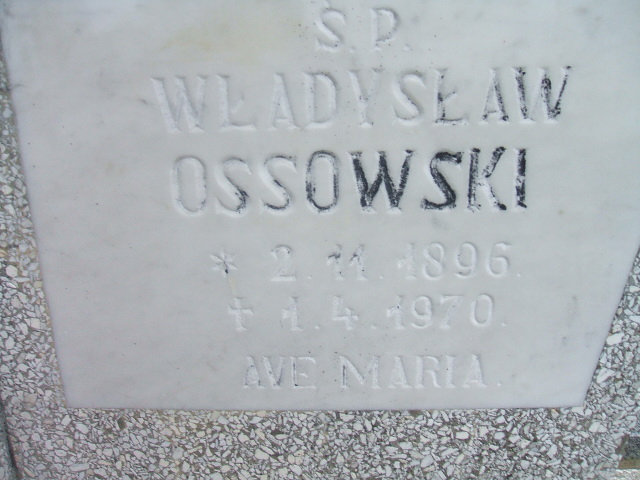 Ś.P.
WŁADYSŁAW
OSSOWSKI
* 2.11.1896.
† 1.4.1970.
AVE MARIA.